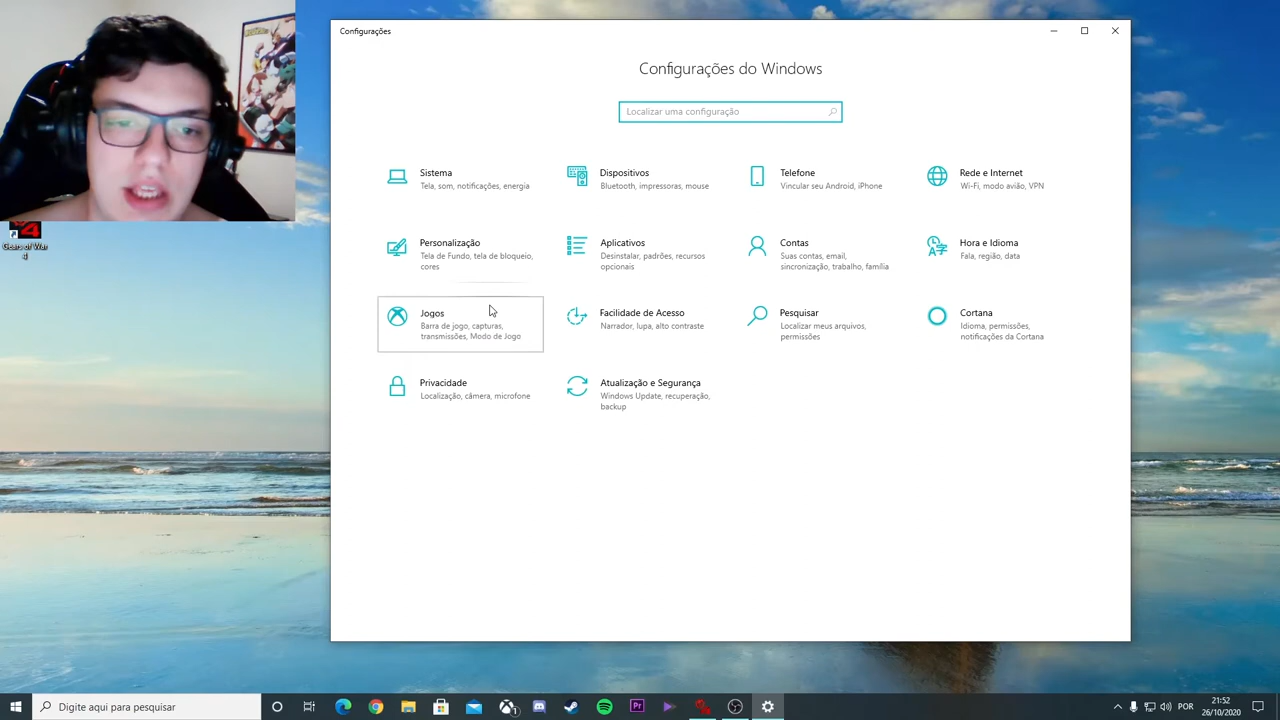 Configurações
Configurações do Windows
Localizar uma configuração
Sistema
Tela, som, notificações, energia
Dispositivos
Bluetooth, impressoras, mouse
Telefone
Vincular seu Android, iPhone
Rede e Internet
Wi-Fi, modo avião, VPN
Personalização
Tela de Fundo, tela de bloqueio,
cores
Aplicativos
Desinstalar, padrões, recursos
opcionais
Contas
Suas contas, email,
sincronização, trabalho, família
Hora e Idioma
Fala, região, data
Jogos
Barra de jogo, capturas,
transmissões, Modo de Jogo
Facilidade de Acesso
Narrador, lupa, alto contraste
Pesquisar
Localizar meus arquivos,
permissões
Cortana
Idioma, permissões,
notificações da Cortana
Privacidade
Localização, câmera, microfone
Atualização e Segurança
Windows Update, recuperação,
backup
Gears of War
4
Digite aqui para pesquisar
Pr
POR
21:52
26/10/2020